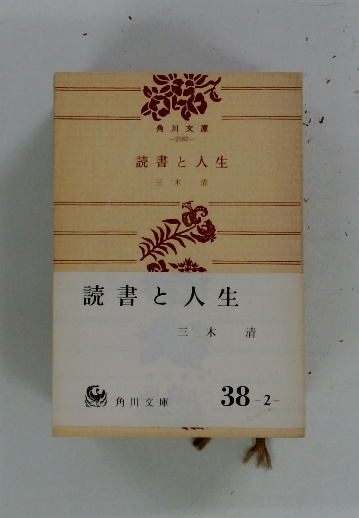 角川文庫
—2582—
読書と人生
三木清
読書と人生
三木 清
角川文庫
38-2-